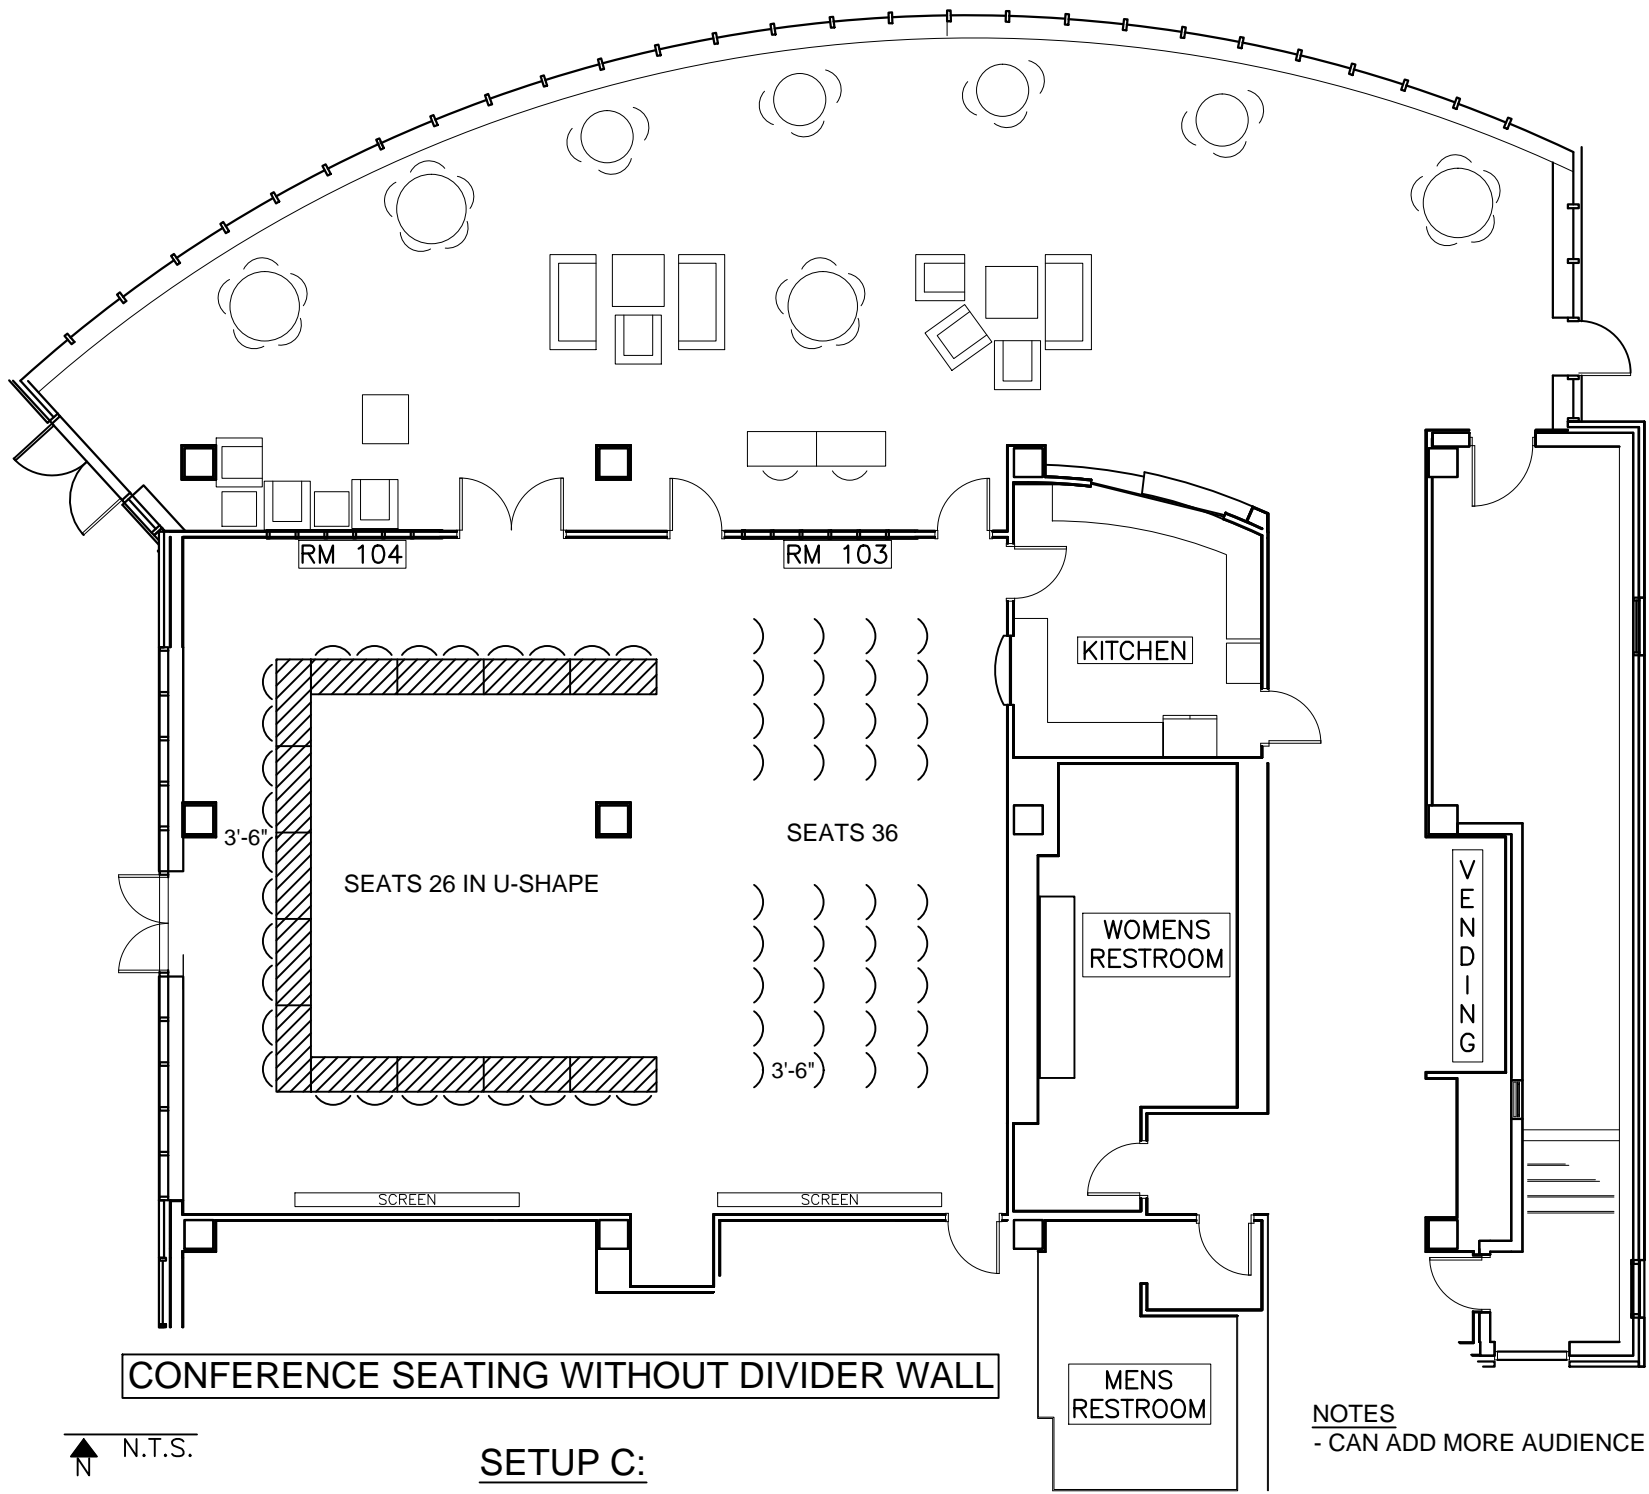 RM 104
RM 103
KITCHEN
3'-6"
SEATS 36
SEATS 26 IN U-SHAPE
VENDING
WOMENS
RESTROOM
3'-6"
SCREEN
SCREEN
CONFERENCE SEATING WITHOUT DIVIDER WALL
MENS
RESTROOM
NOTES
- CAN ADD MORE AUDIENCE
N.T.S.
N
SETUP C: